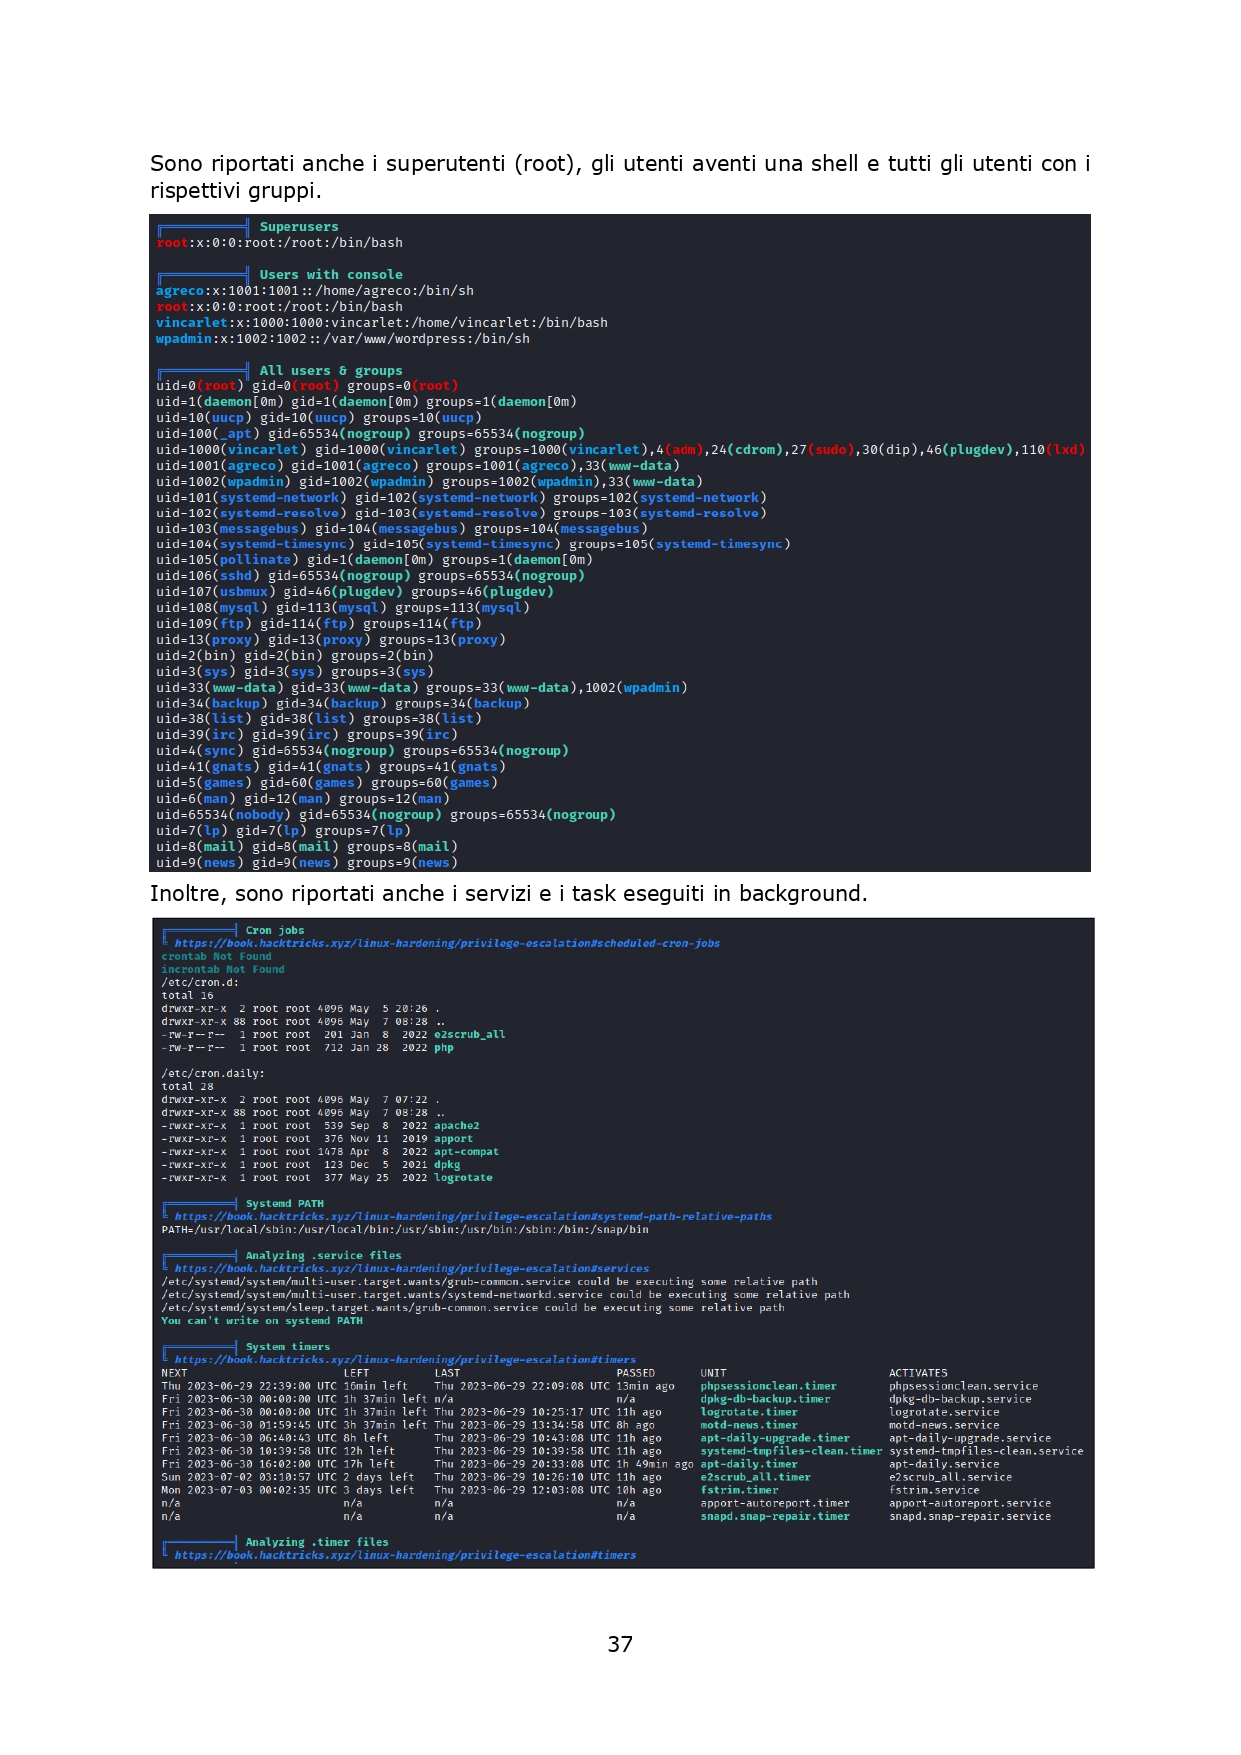 Sono riportati anche i superutenti (root), gli utenti aventi una shell e tutti gli utenti con i
rispettivi gruppi.
Superusers
root:x:0:0:root:/root:/bin/bash
Users with console
agreco:x:1001:1001::/home/agreco:/bin/sh
root:x:0:0:root:/root:/bin/bash
vincarlet:x:1000:1000:vincarlet:/home/vincarlet:/bin/bash
wpadmin:x:1002:1002::/var/www/wordpress:/bin/sh
All users & groups
uid=0(root) gid=0(root) groups=0(root)
uid=1(daemon[0m) gid=1(daemon[0m) groups=1(daemon[0m)
uid=10(uucp) gid=10(uucp) groups=10(uucp)
uid=100(_apt) gid=65534(nogroup) groups=65534(nogroup)
uid=1000(vincarlet) gid=1000(vincarlet) groups=1000(vincarlet),4(adm),24(cdrom),27(sudo),30(dip),46(plugdev),110(lxd)
uid=1001(agreco) gid=1001(agreco) groups=1001(agreco),33(www-data)
uid=1002(wpadmin) gid=1002(wpadmin) groups=1002(wpadmin),33(www-data)
uid=101(systemd-network) gid=102(systemd-network) groups=102(systemd-network)
uid=102(systemd-resolve) gid=103(systemd-resolve) groups=103(systemd-resolve)
uid=103(messagebus) gid=104(messagebus) groups=104(messagebus)
uid=104(systemd-timesync) gid=105(systemd-timesync) groups=105(systemd-timesync)
uid=105(pollinate) gid=1(daemon[0m) groups=1(daemon[0m)
uid=106(sshd) gid=65534(nogroup) groups=65534(nogroup)
uid=107(usbmux) gid=46(plugdev) groups=46(plugdev)
uid=108(mysql) gid=113(mysql) groups=113(mysql)
uid=109(ftp) gid=114(ftp) groups=114(ftp)
uid=13(proxy) gid=13(proxy) groups=13(proxy)
uid=2(bin) gid=2(bin) groups=2(bin)
uid=3(sys) gid=3(sys) groups=3(sys)
uid=33(www-data) gid=33(www-data) groups=33(www-data),1002(wpadmin)
uid=34(backup) gid=34(backup) groups=34(backup)
uid=38(list) gid=38(list) groups=38(list)
uid=39(irc) gid=39(irc) groups=39(irc)
uid=4(sync) gid=65534(nogroup) groups=65534(nogroup)
uid=41(gnats) gid=41(gnats) groups=41(gnats)
uid=5(games) gid=60(games) groups=60(games)
uid=6(man) gid=12(man) groups=12(man)
uid=65534(nobody) gid=65534(nogroup) groups=65534(nogroup)
uid=7(lp) gid=7(lp) groups=7(lp)
uid=8(mail) gid=8(mail) groups=8(mail)
uid=9(news) gid=9(news) groups=9(news)
Inoltre, sono riportati anche i servizi e i task eseguiti in background.
Cron jobs
https://book.hacktricks.xyz/linux-hardening/privilege-escalation#scheduled-cron-jobs
crontab Not Found
incrontab Not Found
/etc/cron.d:
total 16
drwxr-xr-x  2 root root 4096 May  5 20:26 .
drwxr-xr-x 88 root root 4096 May  7 08:28 ..
-rw-r--r--  1 root root  201 Jan  8  2022 e2scrub_all
-rw-r--r--  1 root root  712 Jan 28  2022 php
/etc/cron.daily:
total 28
drwxr-xr-x  2 root root 4096 May  7 07:22 .
drwxr-xr-x 88 root root 4096 May  7 08:28 ..
-rwxr-xr-x  1 root root  539 Sep  8  2022 apache2
-rwxr-xr-x  1 root root  376 Nov 11  2019 apport
-rwxr-xr-x  1 root root 1478 Apr  8  2022 apt-compat
-rwxr-xr-x  1 root root  123 Dec  5  2021 dpkg
-rwxr-xr-x  1 root root  377 May 25  2022 logrotate
Systemd PATH
https://book.hacktricks.xyz/linux-hardening/privilege-escalation#systemd-path-relative-paths
PATH=/usr/local/sbin:/usr/local/bin:/usr/sbin:/usr/bin:/sbin:/bin:/snap/bin
Analyzing .service files
https://book.hacktricks.xyz/linux-hardening/privilege-escalation#services
/etc/systemd/system/multi-user.target.wants/grub-common.service could be executing some relative path
/etc/systemd/system/multi-user.target.wants/systemd-networkd.service could be executing some relative path
/etc/systemd/system/sleep.target.wants/grub-common.service could be executing some relative path
You can't write on systemd PATH
System timers
https://book.hacktricks.xyz/linux-hardening/privilege-escalation#timers
NEXT LEFT LAST PASSED UNIT ACTIVATES
Thu 2023-06-29 22:39:00 UTC 16min left Thu 2023-06-29 22:09:08 UTC 13min ago phpsessionclean.timer phpsessionclean.service
Fri 2023-06-30 00:00:00 UTC 1h 37min left n/a n/a dpkg-db-backup.timer dpkg-db-backup.service
Fri 2023-06-30 00:00:00 UTC 1h 37min left Thu 2023-06-29 10:25:17 UTC 11h ago logrotate.timer logrotate.service
Fri 2023-06-30 01:59:45 UTC 3h 37min left Thu 2023-06-29 13:34:58 UTC 8h ago motd-news.timer motd-news.service
Fri 2023-06-30 06:40:43 UTC 8h left Thu 2023-06-29 10:43:08 UTC 11h ago apt-daily-upgrade.timer apt-daily-upgrade.service
Fri 2023-06-30 10:39:58 UTC 12h left Thu 2023-06-29 10:39:58 UTC 11h ago systemd-tmpfiles-clean.timer systemd-tmpfiles-clean.service
Fri 2023-06-30 16:02:00 UTC 17h left Thu 2023-06-29 20:33:08 UTC 1h 49min ago apt-daily.timer apt-daily.service
Sun 2023-07-02 03:10:57 UTC 2 days left Thu 2023-06-29 10:26:10 UTC 11h ago e2scrub_all.timer e2scrub_all.service
Mon 2023-07-03 00:02:35 UTC 3 days left Thu 2023-06-29 12:03:08 UTC 10h ago fstrim.timer fstrim.service
n/a n/a n/a n/a apport-autoreport.timer apport-autoreport.service
n/a n/a n/a n/a snapd.snap-repair.timer snapd.snap-repair.service
Analyzing .timer files
https://book.hacktricks.xyz/linux-hardening/privilege-escalation#timers
37